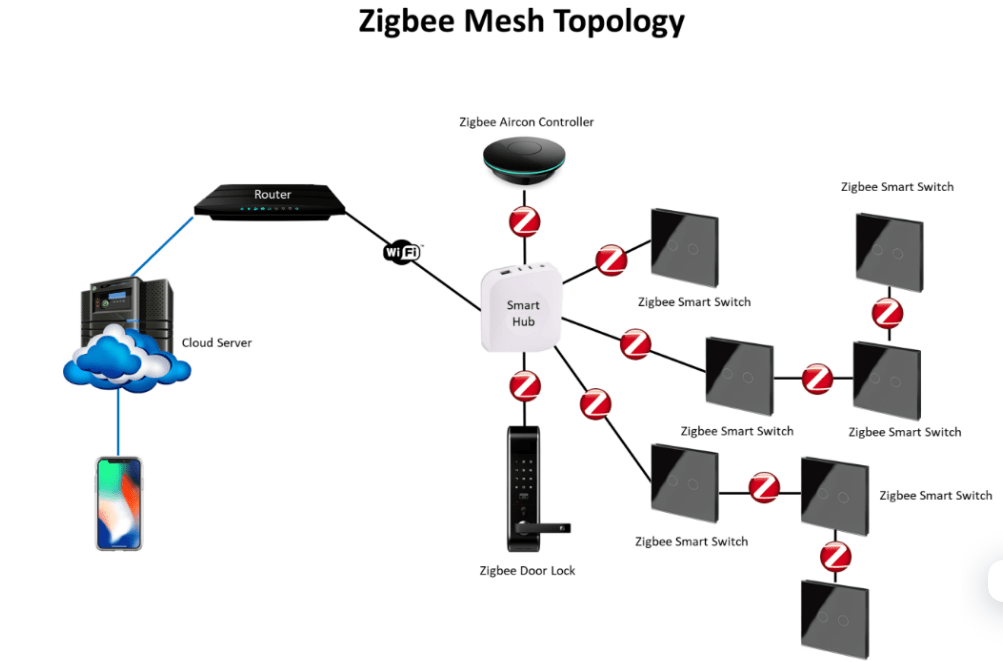 Zigbee Mesh Topology
Zigbee Aircon Controller
Router
Zigbee Smart Switch
WiFi
Smart
Hub
Zigbee Smart Switch
Cloud Server
Zigbee Smart Switch
Zigbee Smart Switch
Zigbee Smart Switch
Zigbee Smart Switch
Zigbee Door Lock